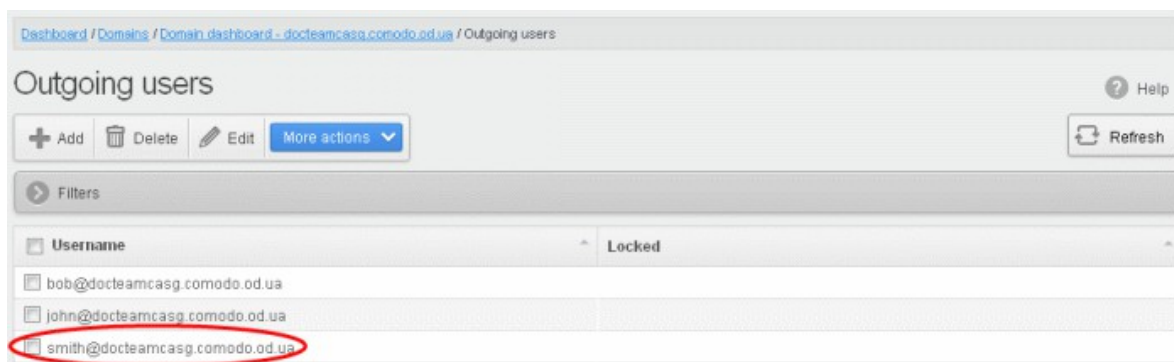 Dashboard / Domains / Domain dashboard - docteamcasg.comodo.od.ua / Outgoing users
Outgoing users
Help
Add Delete Edit More actions
Refresh
Filters
Username Locked
bob@docteamcasg.comodo.od.ua
john@docteamcasg.comodo.od.ua
smith@docteamcasg.comodo.od.ua